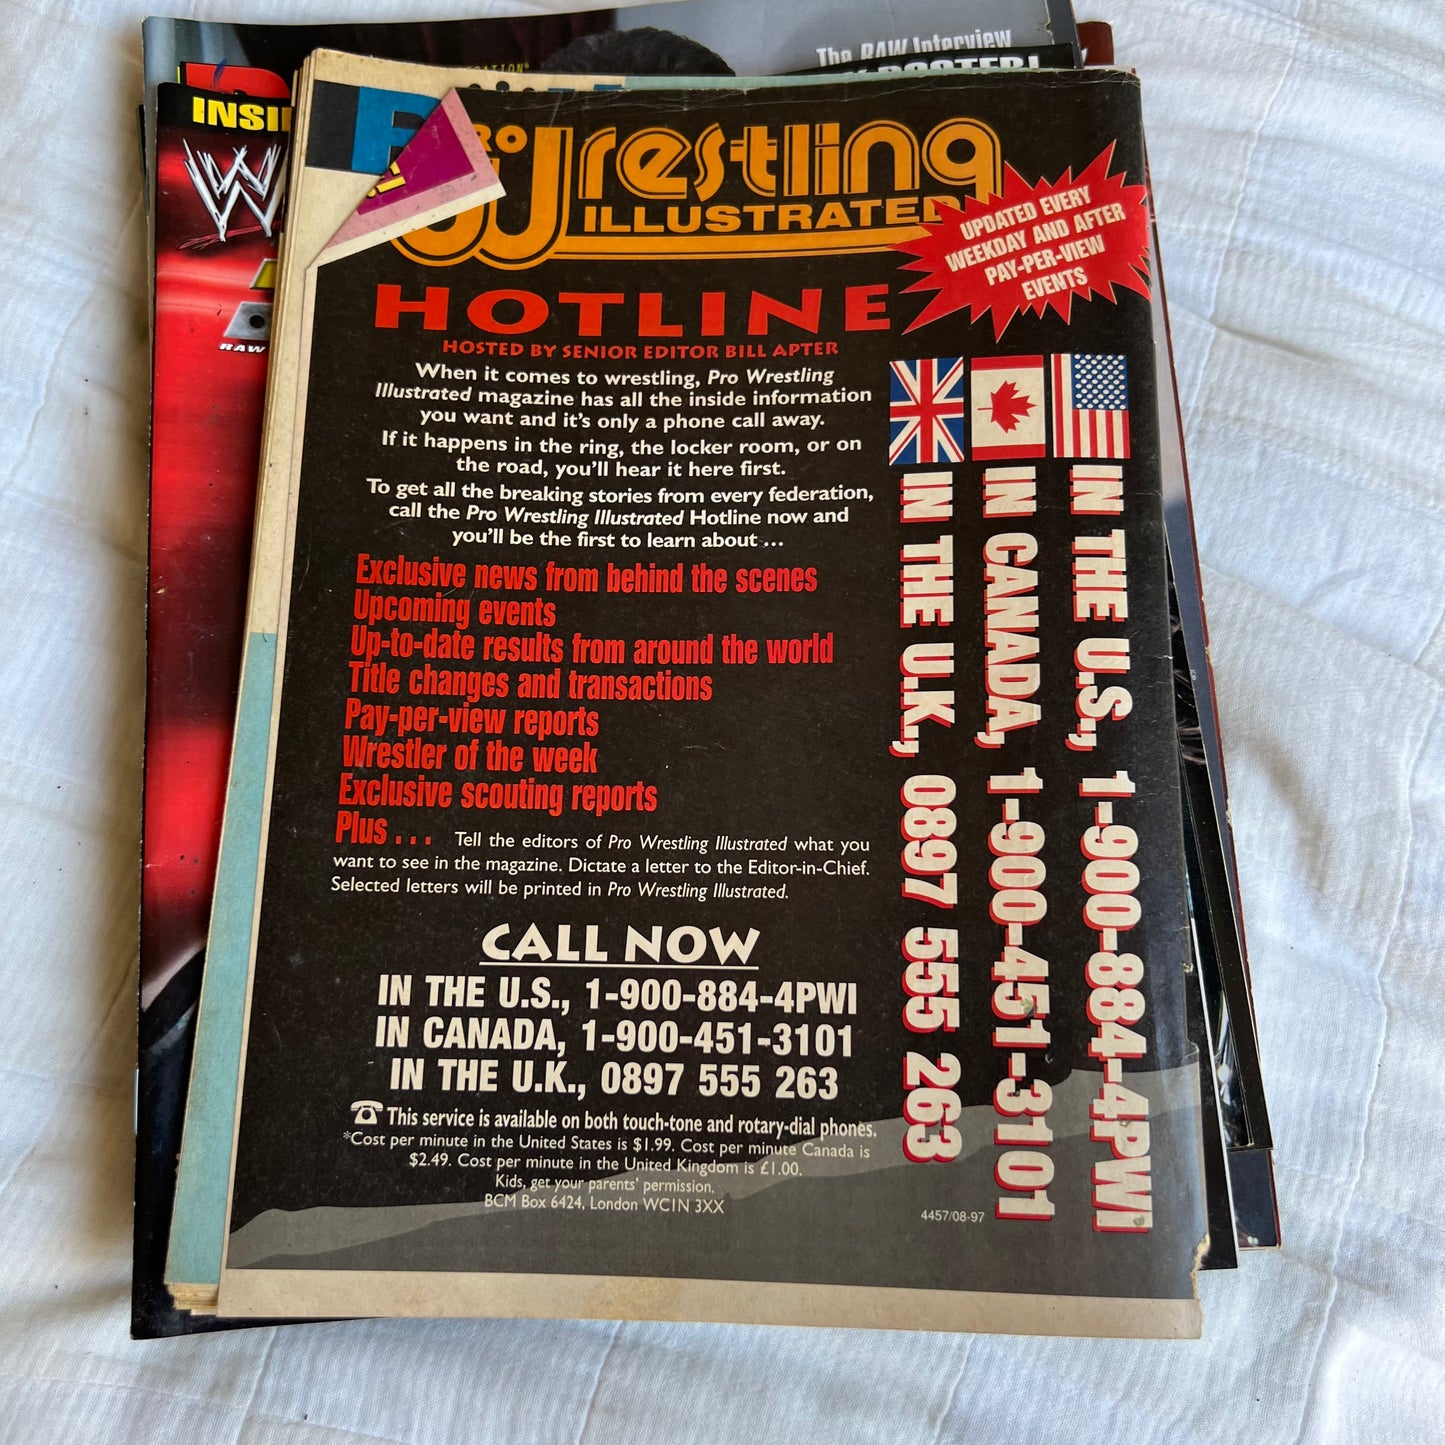 The RAW Interview
POSTER!
INSI
W
RAW
PRO
Wrestling
ILLUSTRATED
UPDATED EVERY
WEEKDAY AND AFTER
PAY-PER-VIEW
EVENTS
HOTLINE
HOSTED BY SENIOR EDITOR BILL APTER
When it comes to wrestling, Pro Wrestling
Illustrated magazine has all the inside information
you want and it's only a phone call away.
If it happens in the ring, the locker room, or on
the road, you'll hear it here first.
To get all the breaking stories from every federation,
call the Pro Wrestling Illustrated Hotline now and
you'll be the first to learn about ...
Exclusive news from behind the scenes
Upcoming events
Up-to-date results from around the world
Title changes and transactions
Pay-per-view reports
Wrestler of the week
Exclusive scouting reports
Plus . . . Tell the editors of Pro Wrestling Illustrated what you
want to see in the magazine. Dictate a letter to the Editor-in-Chief.
Selected letters will be printed in Pro Wrestling Illustrated.
CALL NOW
IN THE U.S., 1-900-884-4PWI
IN CANADA, 1-900-451-3101
IN THE U.K., 0897 555 263
This service is available on both touch-tone and rotary-dial phones.
*Cost per minute in the United States is $1.99. Cost per minute Canada is
$2.49. Cost per minute in the United Kingdom is £1.00.
Kids, get your parents' permission.
BCM Box 6424, London WC1N 3XX
4457/08-97
IN THE U.S., 1-900-884-4PWI
IN CANADA, 1-900-451-3101
IN THE U.K., 0897 555 263